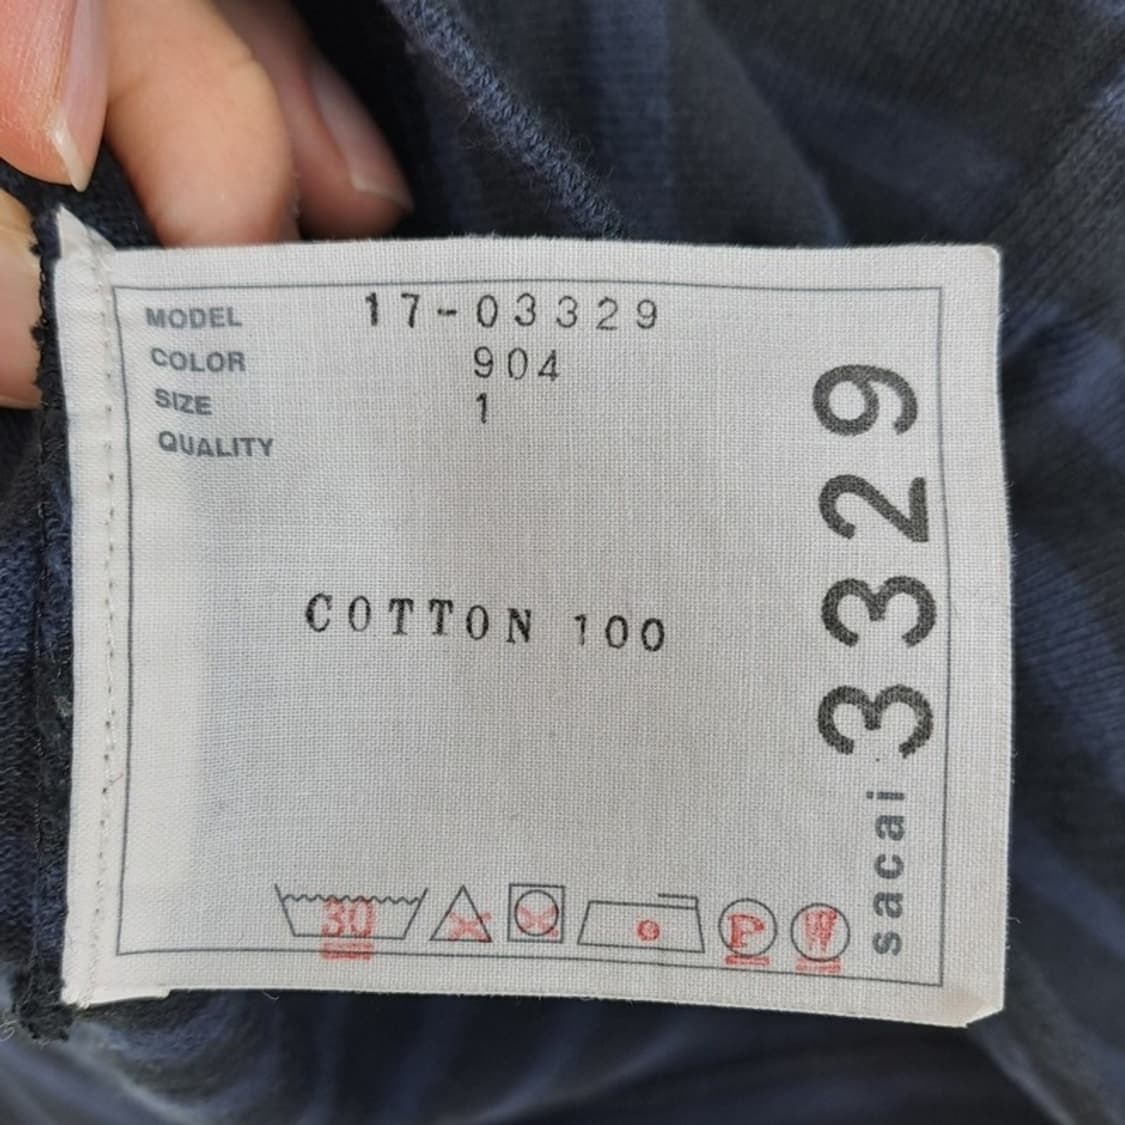 MODEL 17-03329
COLOR 904
SIZE 1
QUALITY
COTTON 100
30
P
W
sacai 3329